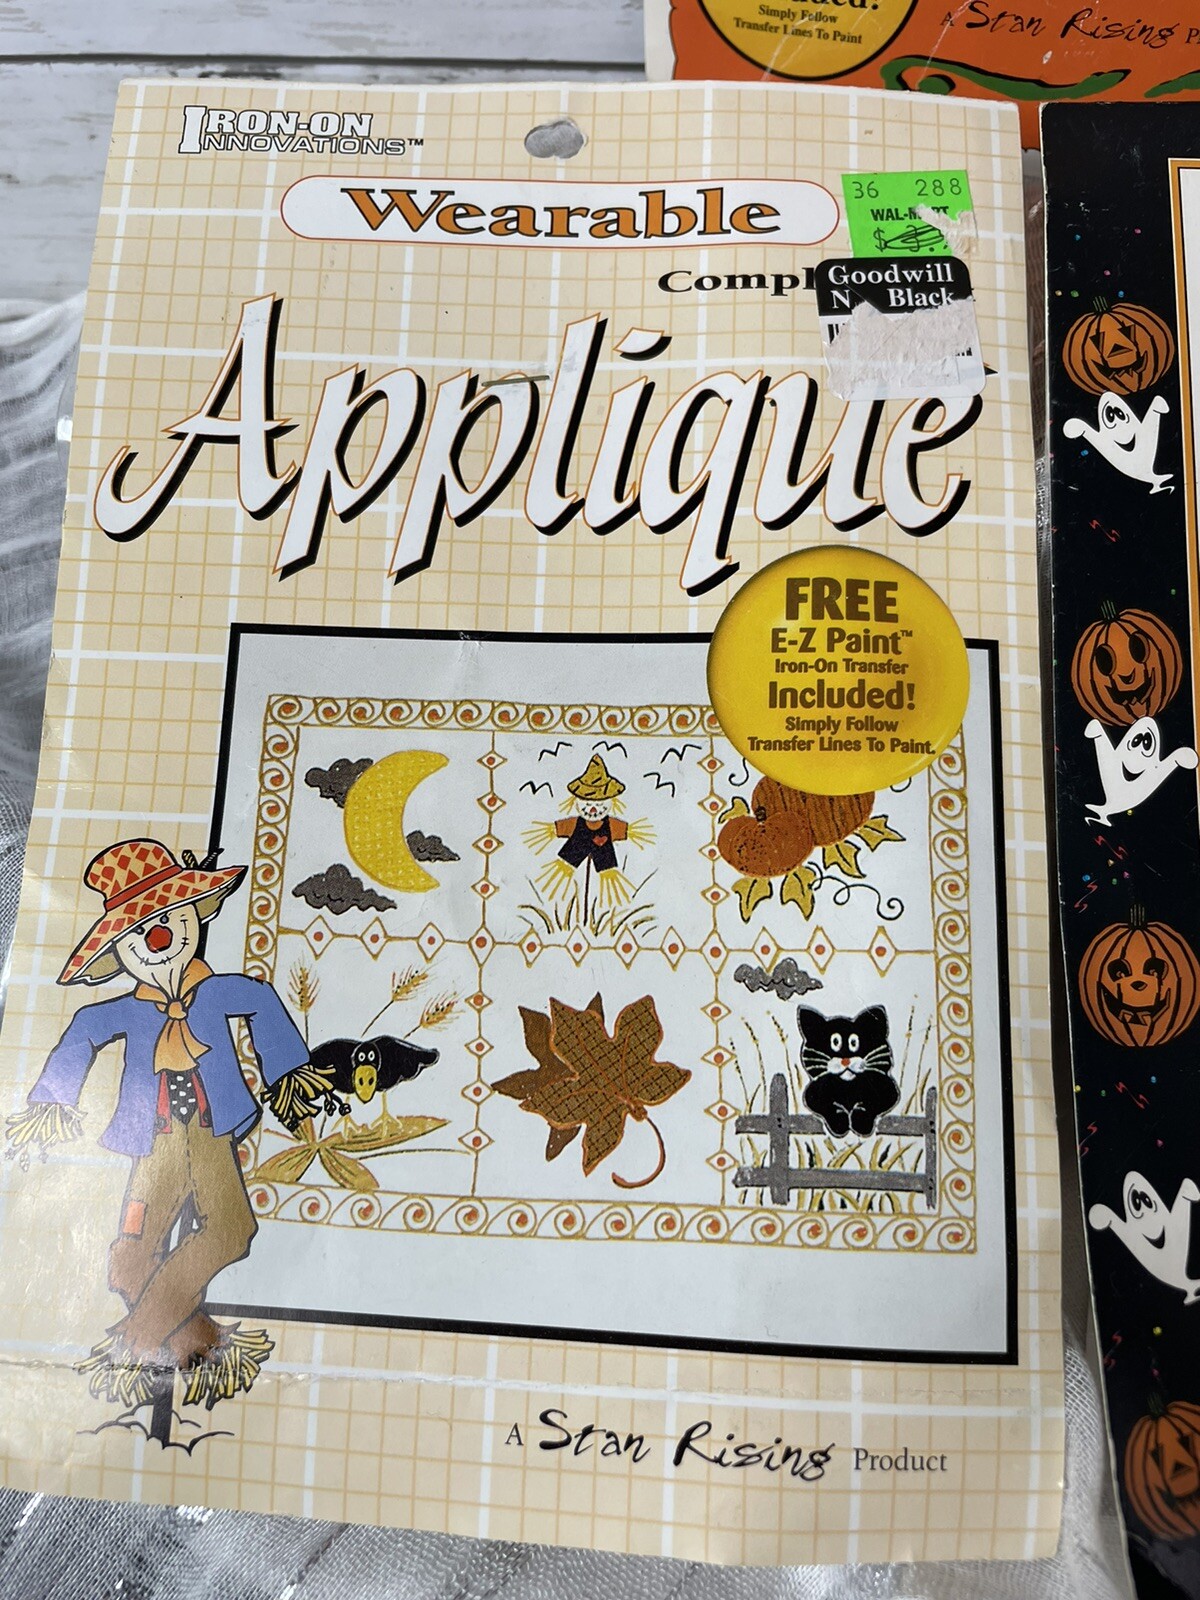 Simply Follow
Transfer Lines To Paint
A Stan Rising
IRON-ON
INNOVATIONS™
Wearable
36 288
WAL-MART
Goodwill
Black
Applique
FREE
E-Z Paint™
Iron-On Transfer
Included!
Simply Follow
Transfer Lines To Paint.
A Stan Rising Product